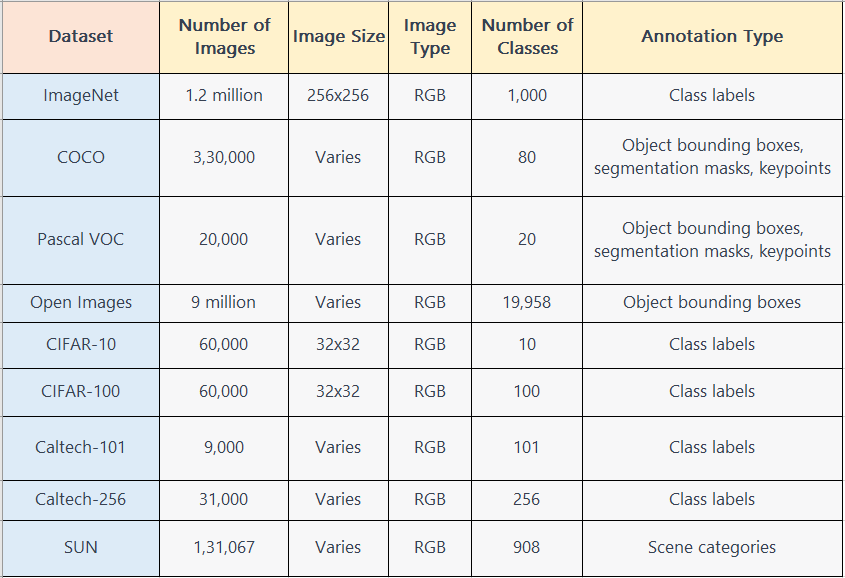 Dataset Number of Images Image Size Image Type Number of Classes Annotation Type
ImageNet 1.2 million 256x256 RGB 1,000 Class labels
COCO 3,30,000 Varies RGB 80 Object bounding boxes, segmentation masks, keypoints
Pascal VOC 20,000 Varies RGB 20 Object bounding boxes, segmentation masks, keypoints
Open Images 9 million Varies RGB 19,958 Object bounding boxes
CIFAR-10 60,000 32x32 RGB 10 Class labels
CIFAR-100 60,000 32x32 RGB 100 Class labels
Caltech-101 9,000 Varies RGB 101 Class labels
Caltech-256 31,000 Varies RGB 256 Class labels
SUN 1,31,067 Varies RGB 908 Scene categories